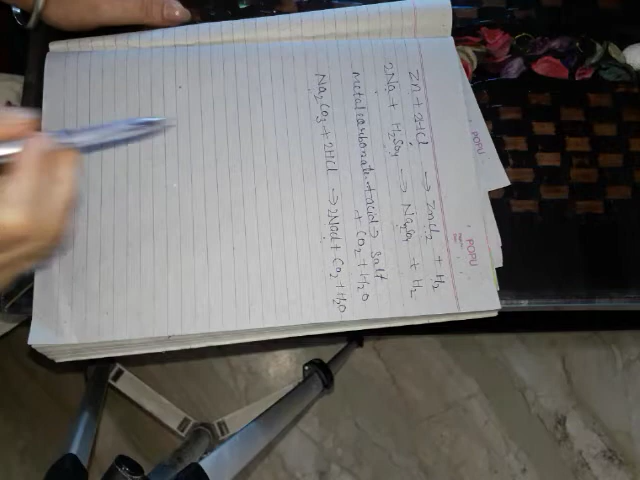 Zn + 2HCl → ZnCl2 + H2
2Na + H2SO4 → Na2SO4 + H2
Metal carbonate + acid → Salt
+ CO2 + H2O
Na2CO3 + 2HCl → 2NaCl + CO2 + H2O
POPU
POPU